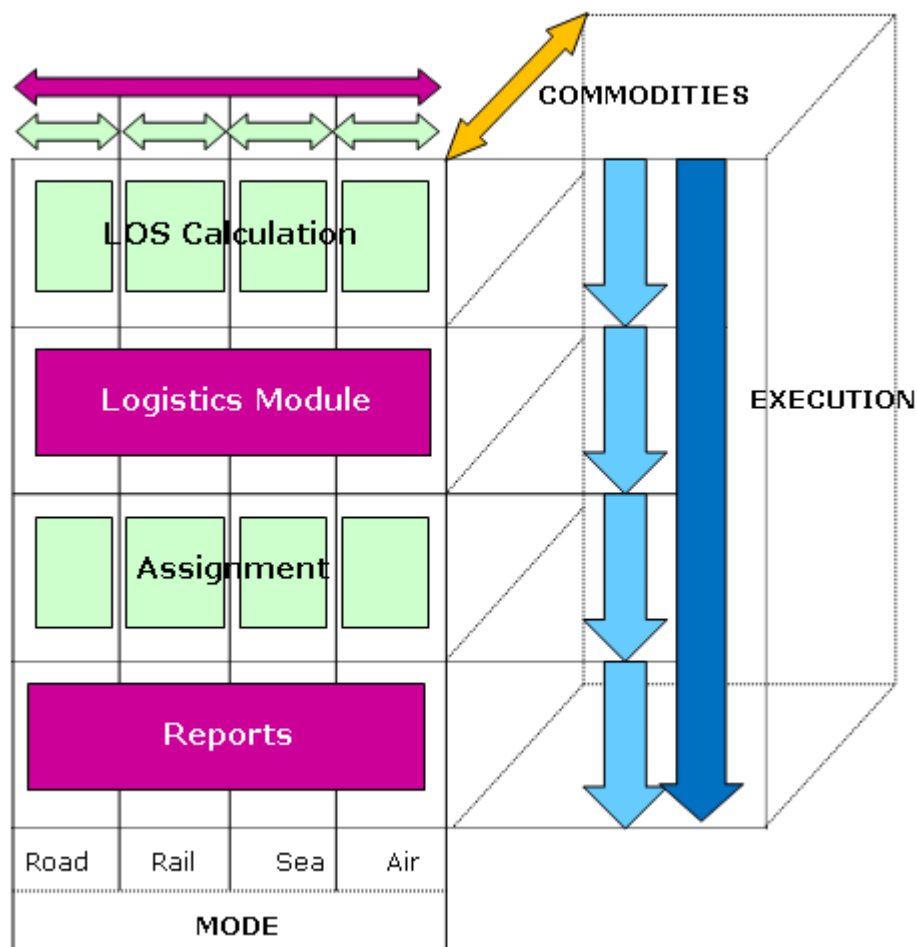 COMMODITIES
LOS Calculation
Logistics Module
EXECUTION
Assignment
Reports
Road Rail Sea Air
MODE